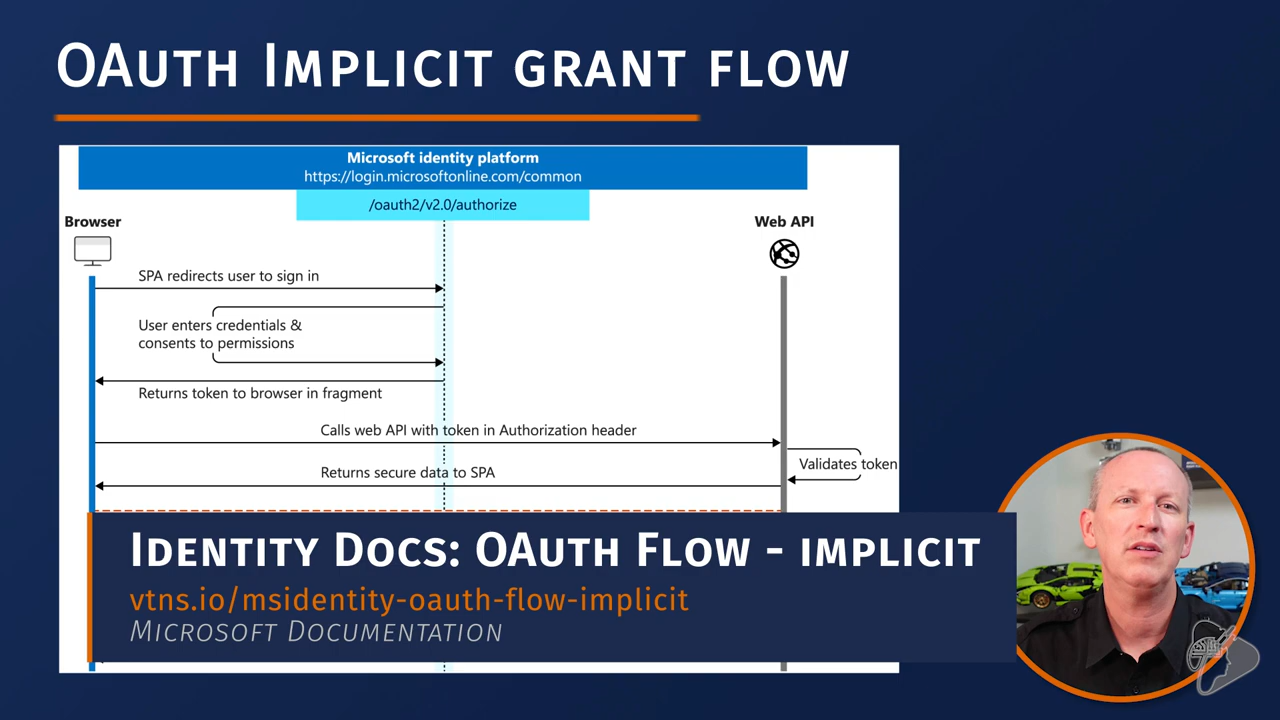 OAuth Implicit grant flow
Microsoft identity platform
https://login.microsoftonline.com/common
/oauth2/v2.0/authorize
Browser
Web API
SPA redirects user to sign in
User enters credentials &
consents to permissions
Returns token to browser in fragment
Calls web API with token in Authorization header
Validates token
Returns secure data to SPA
Identity Docs: OAuth Flow - implicit
vtns.io/msidentity-oauth-flow-implicit
Microsoft Documentation